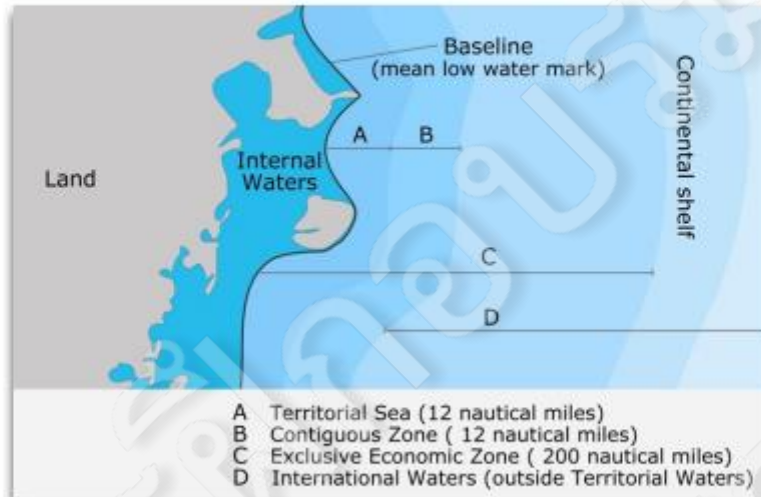 Baseline
(mean low water mark)
Continental shelf
A
B
Internal
Waters
Land
C
D
A Territorial Sea (12 nautical miles)
B Contiguous Zone ( 12 nautical miles)
C Exclusive Economic Zone ( 200 nautical miles)
D International Waters (outside Territorial Waters)